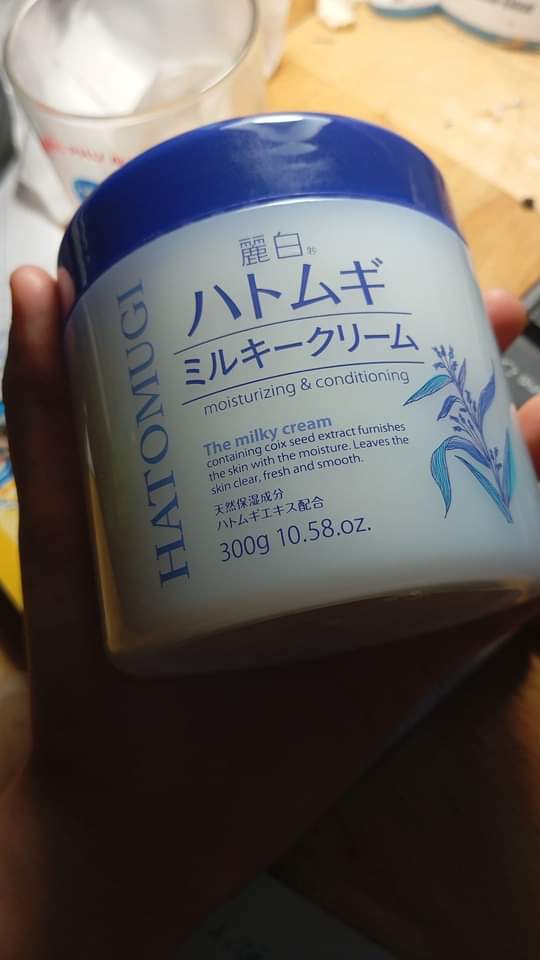 麗白®
ハトムギ
ミルキークリーム
moisturizing & conditioning
HATOMUGI
The milky cream
containing coix seed extract furnishes
the skin with the moisture. Leaves the
skin clear, fresh and smooth.
天然保湿成分
ハトムギエキス配合
300g 10.58.oz.